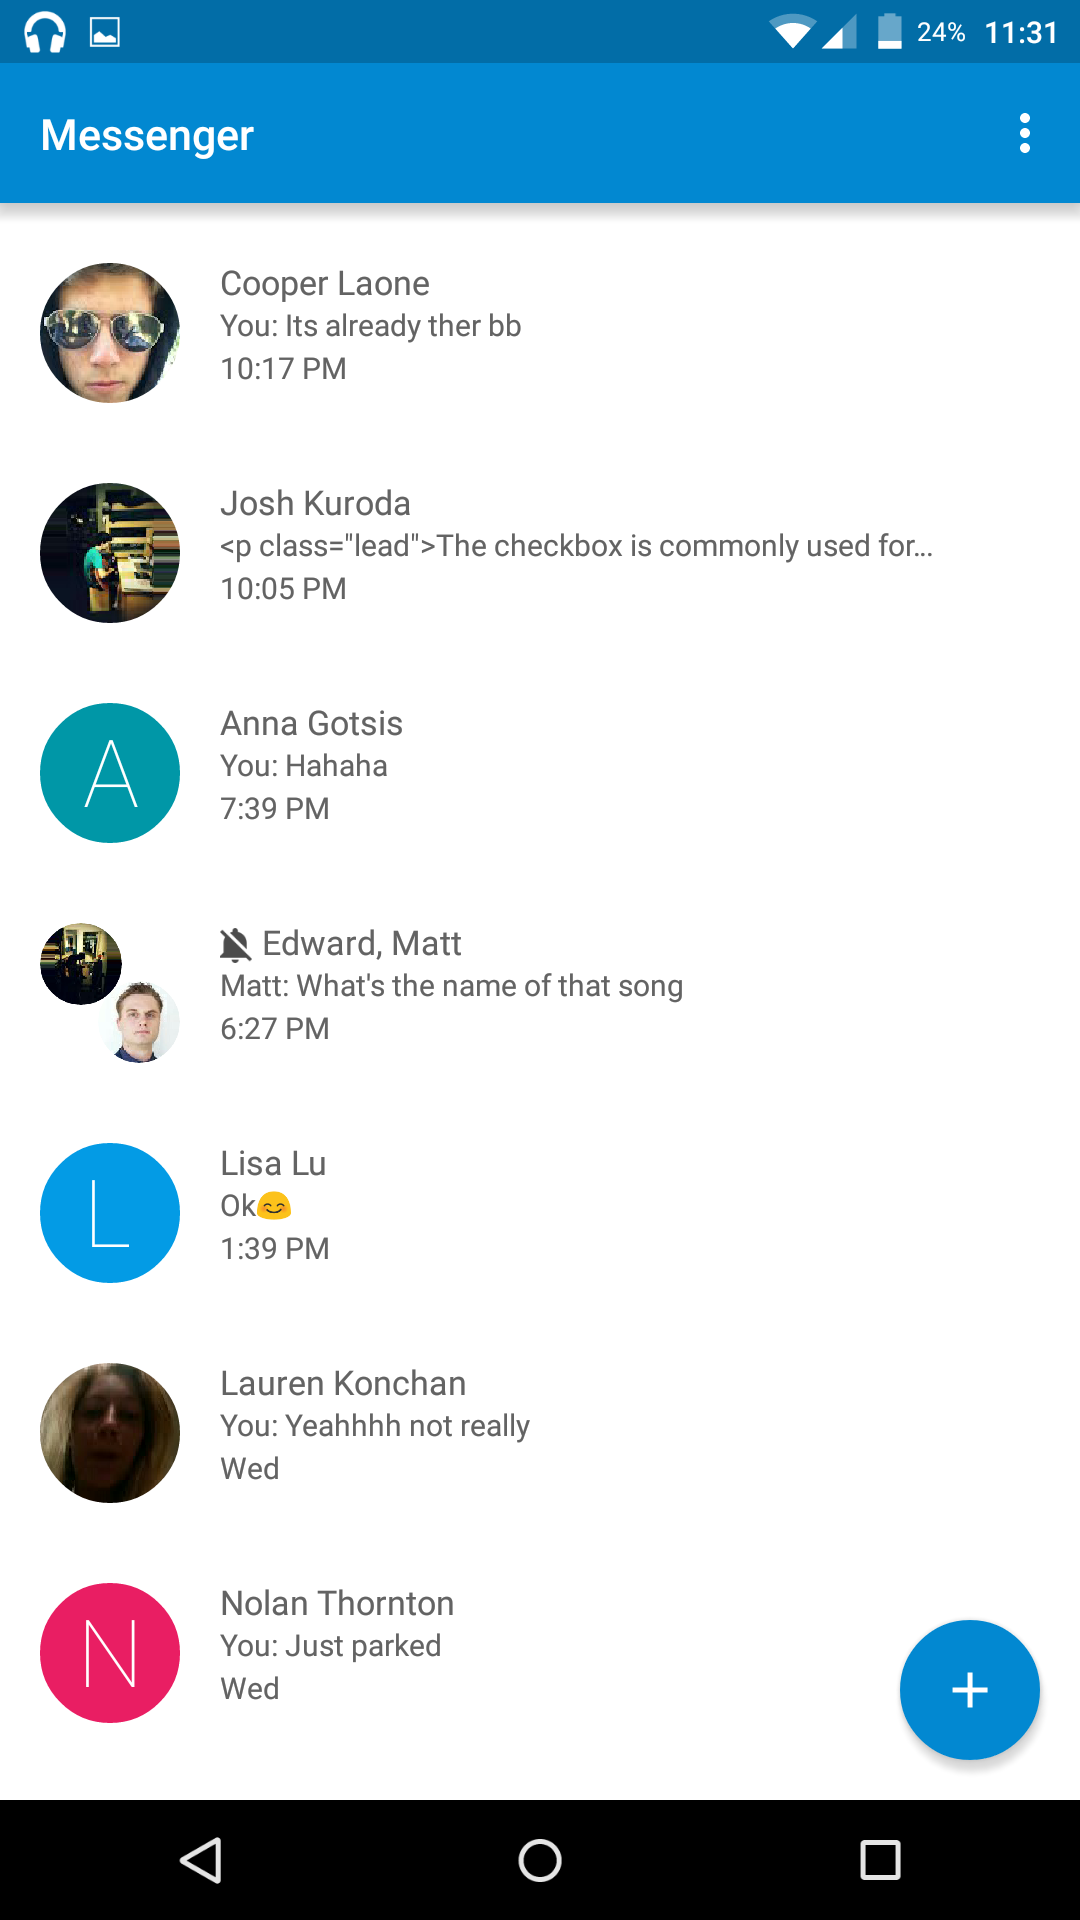 24% 11:31
Messenger
Cooper Laone
You: Its already ther bb
10:17 PM
Josh Kuroda
<p class="lead">The checkbox is commonly used for...
10:05 PM
A
Anna Gotsis
You: Hahaha
7:39 PM
Edward, Matt
Matt: What's the name of that song
6:27 PM
L
Lisa Lu
Ok😊
1:39 PM
Lauren Konchan
You: Yeahhhh not really
Wed
N
Nolan Thornton
You: Just parked
Wed